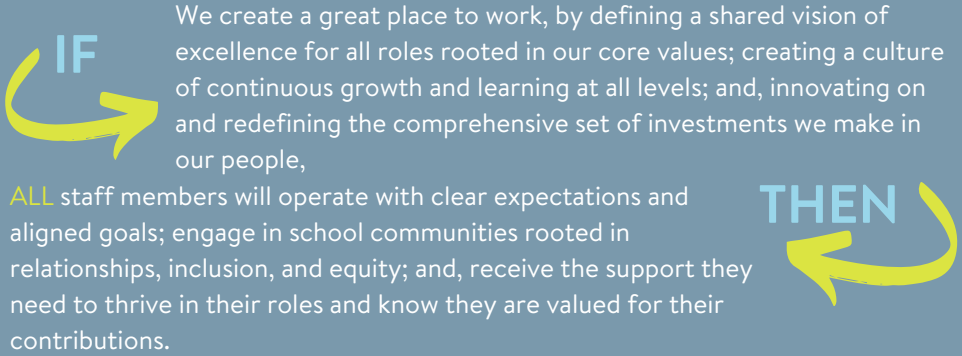 IF
We create a great place to work, by defining a shared vision of
excellence for all roles rooted in our core values; creating a culture
of continuous growth and learning at all levels; and, innovating on
and redefining the comprehensive set of investments we make in
our people,
THEN
ALL staff members will operate with clear expectations and
aligned goals; engage in school communities rooted in
relationships, inclusion, and equity; and, receive the support they
need to thrive in their roles and know they are valued for their
contributions.